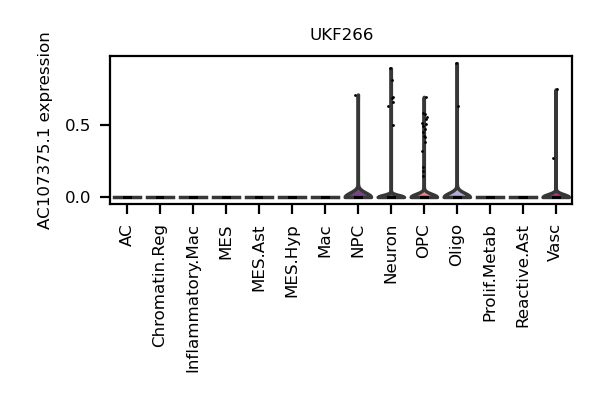 UKF266
AC107375.1 expression
0.5
0.0
AC
Chromatin.Reg
Inflammatory.Mac
MES
MES.Ast
MES.Hyp
Mac
NPC
Neuron
OPC
Oligo
Prolif.Metab
Reactive.Ast
Vasc